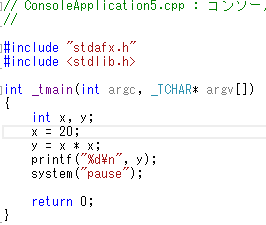 // ConsoleApplication5.cpp : コンソー
//
#include "stdafx.h"
#include <stdlib.h>
int _tmain(int argc, _TCHAR* argv[])
{
int x, y;
x = 20;
y = x * x;
printf("%d¥n", y);
system("pause");
return 0;
}